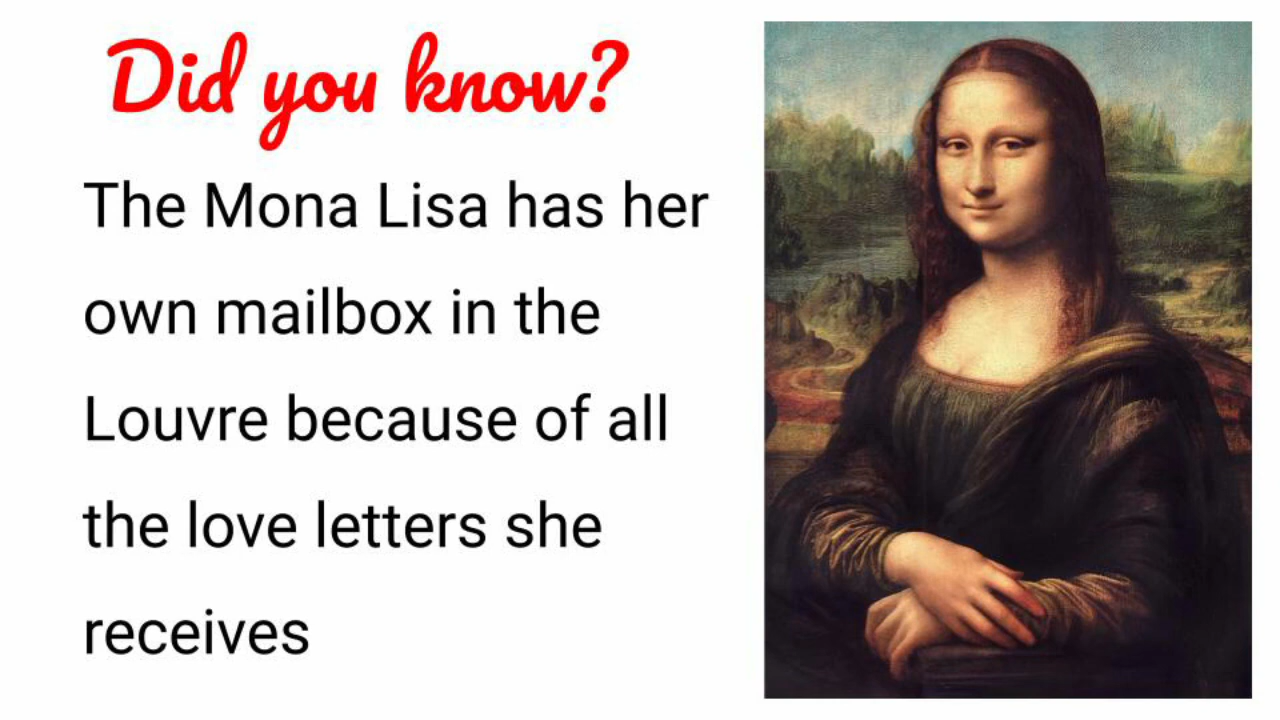 Did you know?
The Mona Lisa has her
own mailbox in the
Louvre because of all
the love letters she
receives